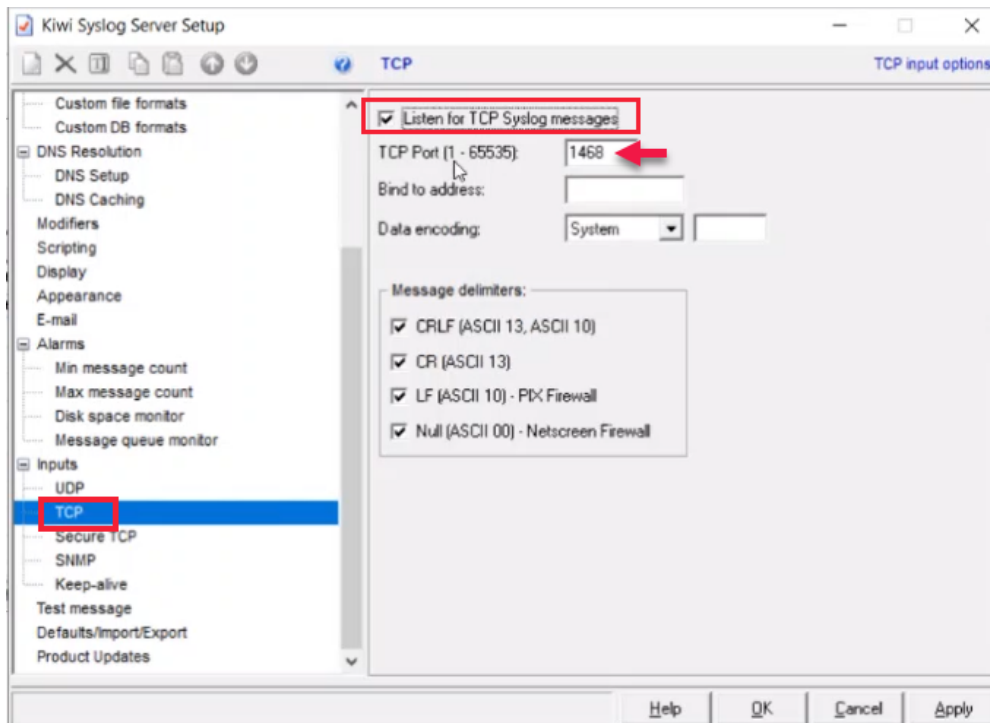 Kiwi Syslog Server Setup
TCP
TCP input options
Custom file formats
Custom DB formats
DNS Resolution
DNS Setup
DNS Caching
Modifiers
Scripting
Display
Appearance
E-mail
Alarms
Min message count
Max message count
Disk space monitor
Message queue monitor
Inputs
UDP
TCP
Secure TCP
SNMP
Keep-alive
Test message
Defaults/Import/Export
Product Updates
Listen for TCP Syslog messages
TCP Port (1 - 65535): 1468
Bind to address:
Data encoding: System
Message delimiters:
CRLF (ASCII 13, ASCII 10)
CR (ASCII 13)
LF (ASCII 10) - PIX Firewall
Null (ASCII 00) - Netscreen Firewall
Help OK Cancel Apply